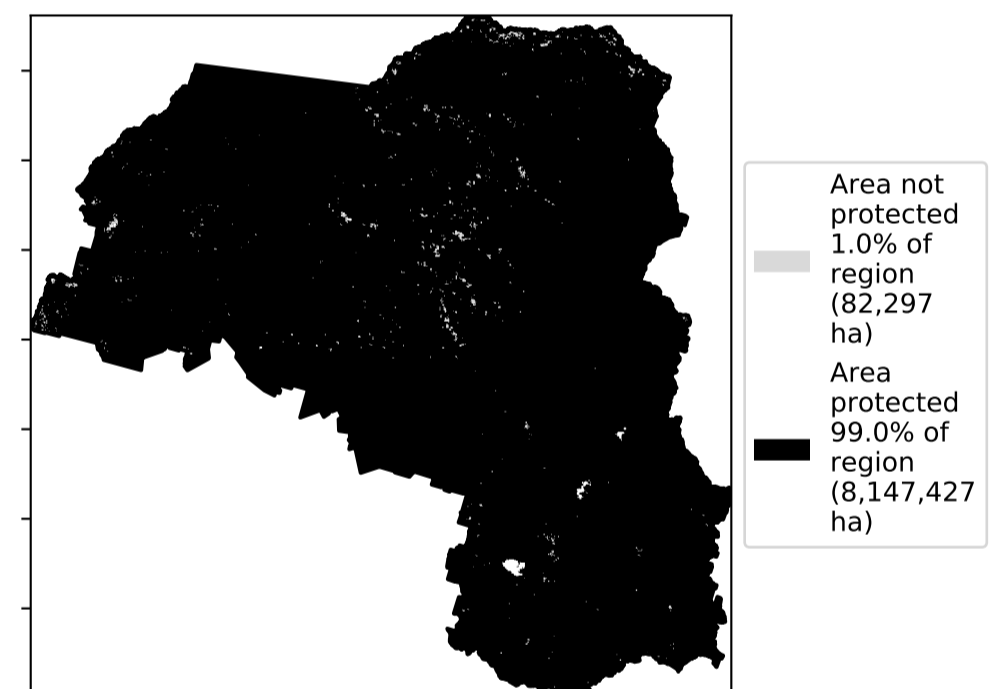 Area not
protected
1.0% of
region
(82,297
ha)
Area
protected
99.0% of
region
(8,147,427
ha)